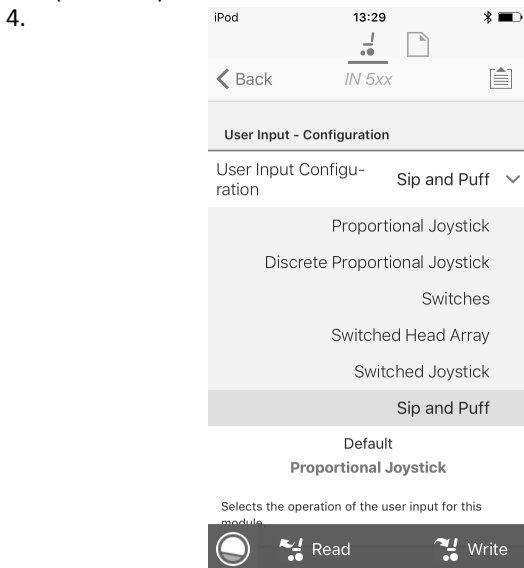 4.
iPod 13:29
Back IN 5xx
User Input - Configuration
User Input Configu-
ration
Sip and Puff
Proportional Joystick
Discrete Proportional Joystick
Switches
Switched Head Array
Switched Joystick
Sip and Puff
Default
Proportional Joystick
Selects the operation of the user input for this
module
Read Write